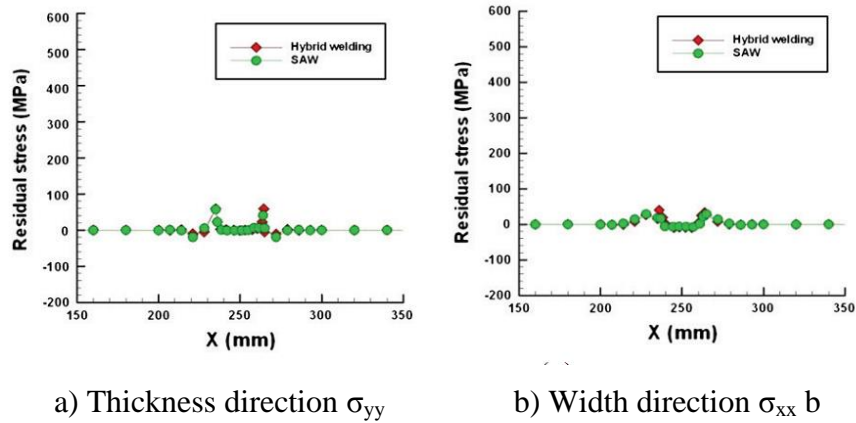 600
500
400
300
200
100
0
-100
-200
Residual stress (MPa)
Hybrid welding
SAW
150 200 250 300 350
X (mm)
600
500
400
300
200
100
0
-100
-200
Residual stress (MPa)
Hybrid welding
SAW
150 200 250 300 350
X (mm)
a) Thickness direction σyy
b) Width direction σxx b